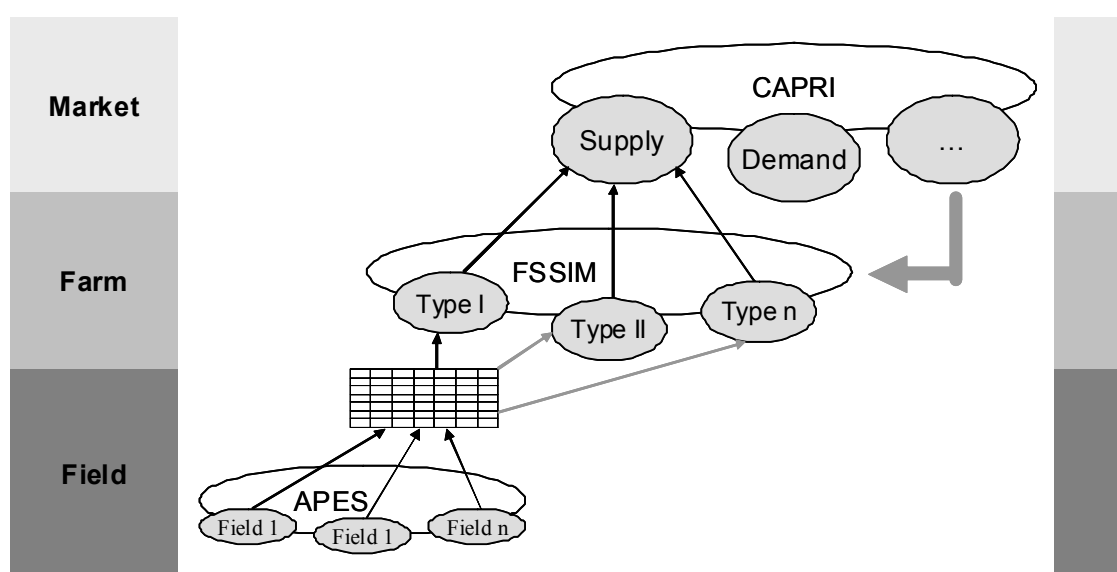 Market
CAPRI
Supply
Demand
...
Farm
FSSIM
Type I
Type II
Type n
Field
APES
Field 1
Field 1
Field n